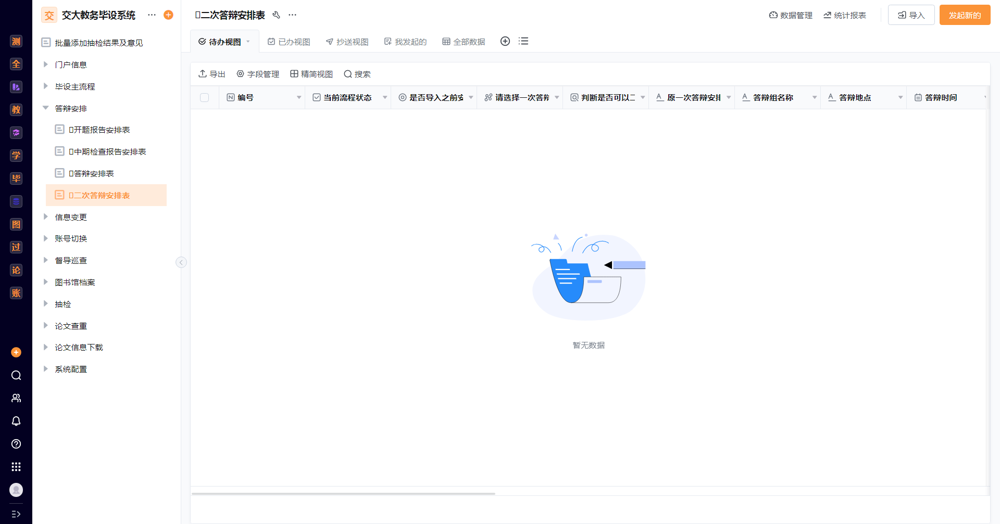 测
全
教
学
毕
图
过
论
账
交 交大教务毕设系统
批量添加抽检结果及意见
门户信息
毕设主流程
答辩安排
开题报告安排表
中期检查报告安排表
答辩安排表
二次答辩安排表
信息变更
账号切换
督导巡查
图书馆档案
抽检
论文查重
论文信息下载
系统配置
二次答辩安排表
数据管理 统计报表 导入 发起新的
待办视图 已办视图 抄送视图 我发起的 全部数据
导出 字段管理 精简视图 搜索
编号 当前流程状态 是否导入之前安 请选择一次答辩 判断是否可以二 原一次答辩安排 答辩组名称 答辩地点 答辩时间
暂无数据